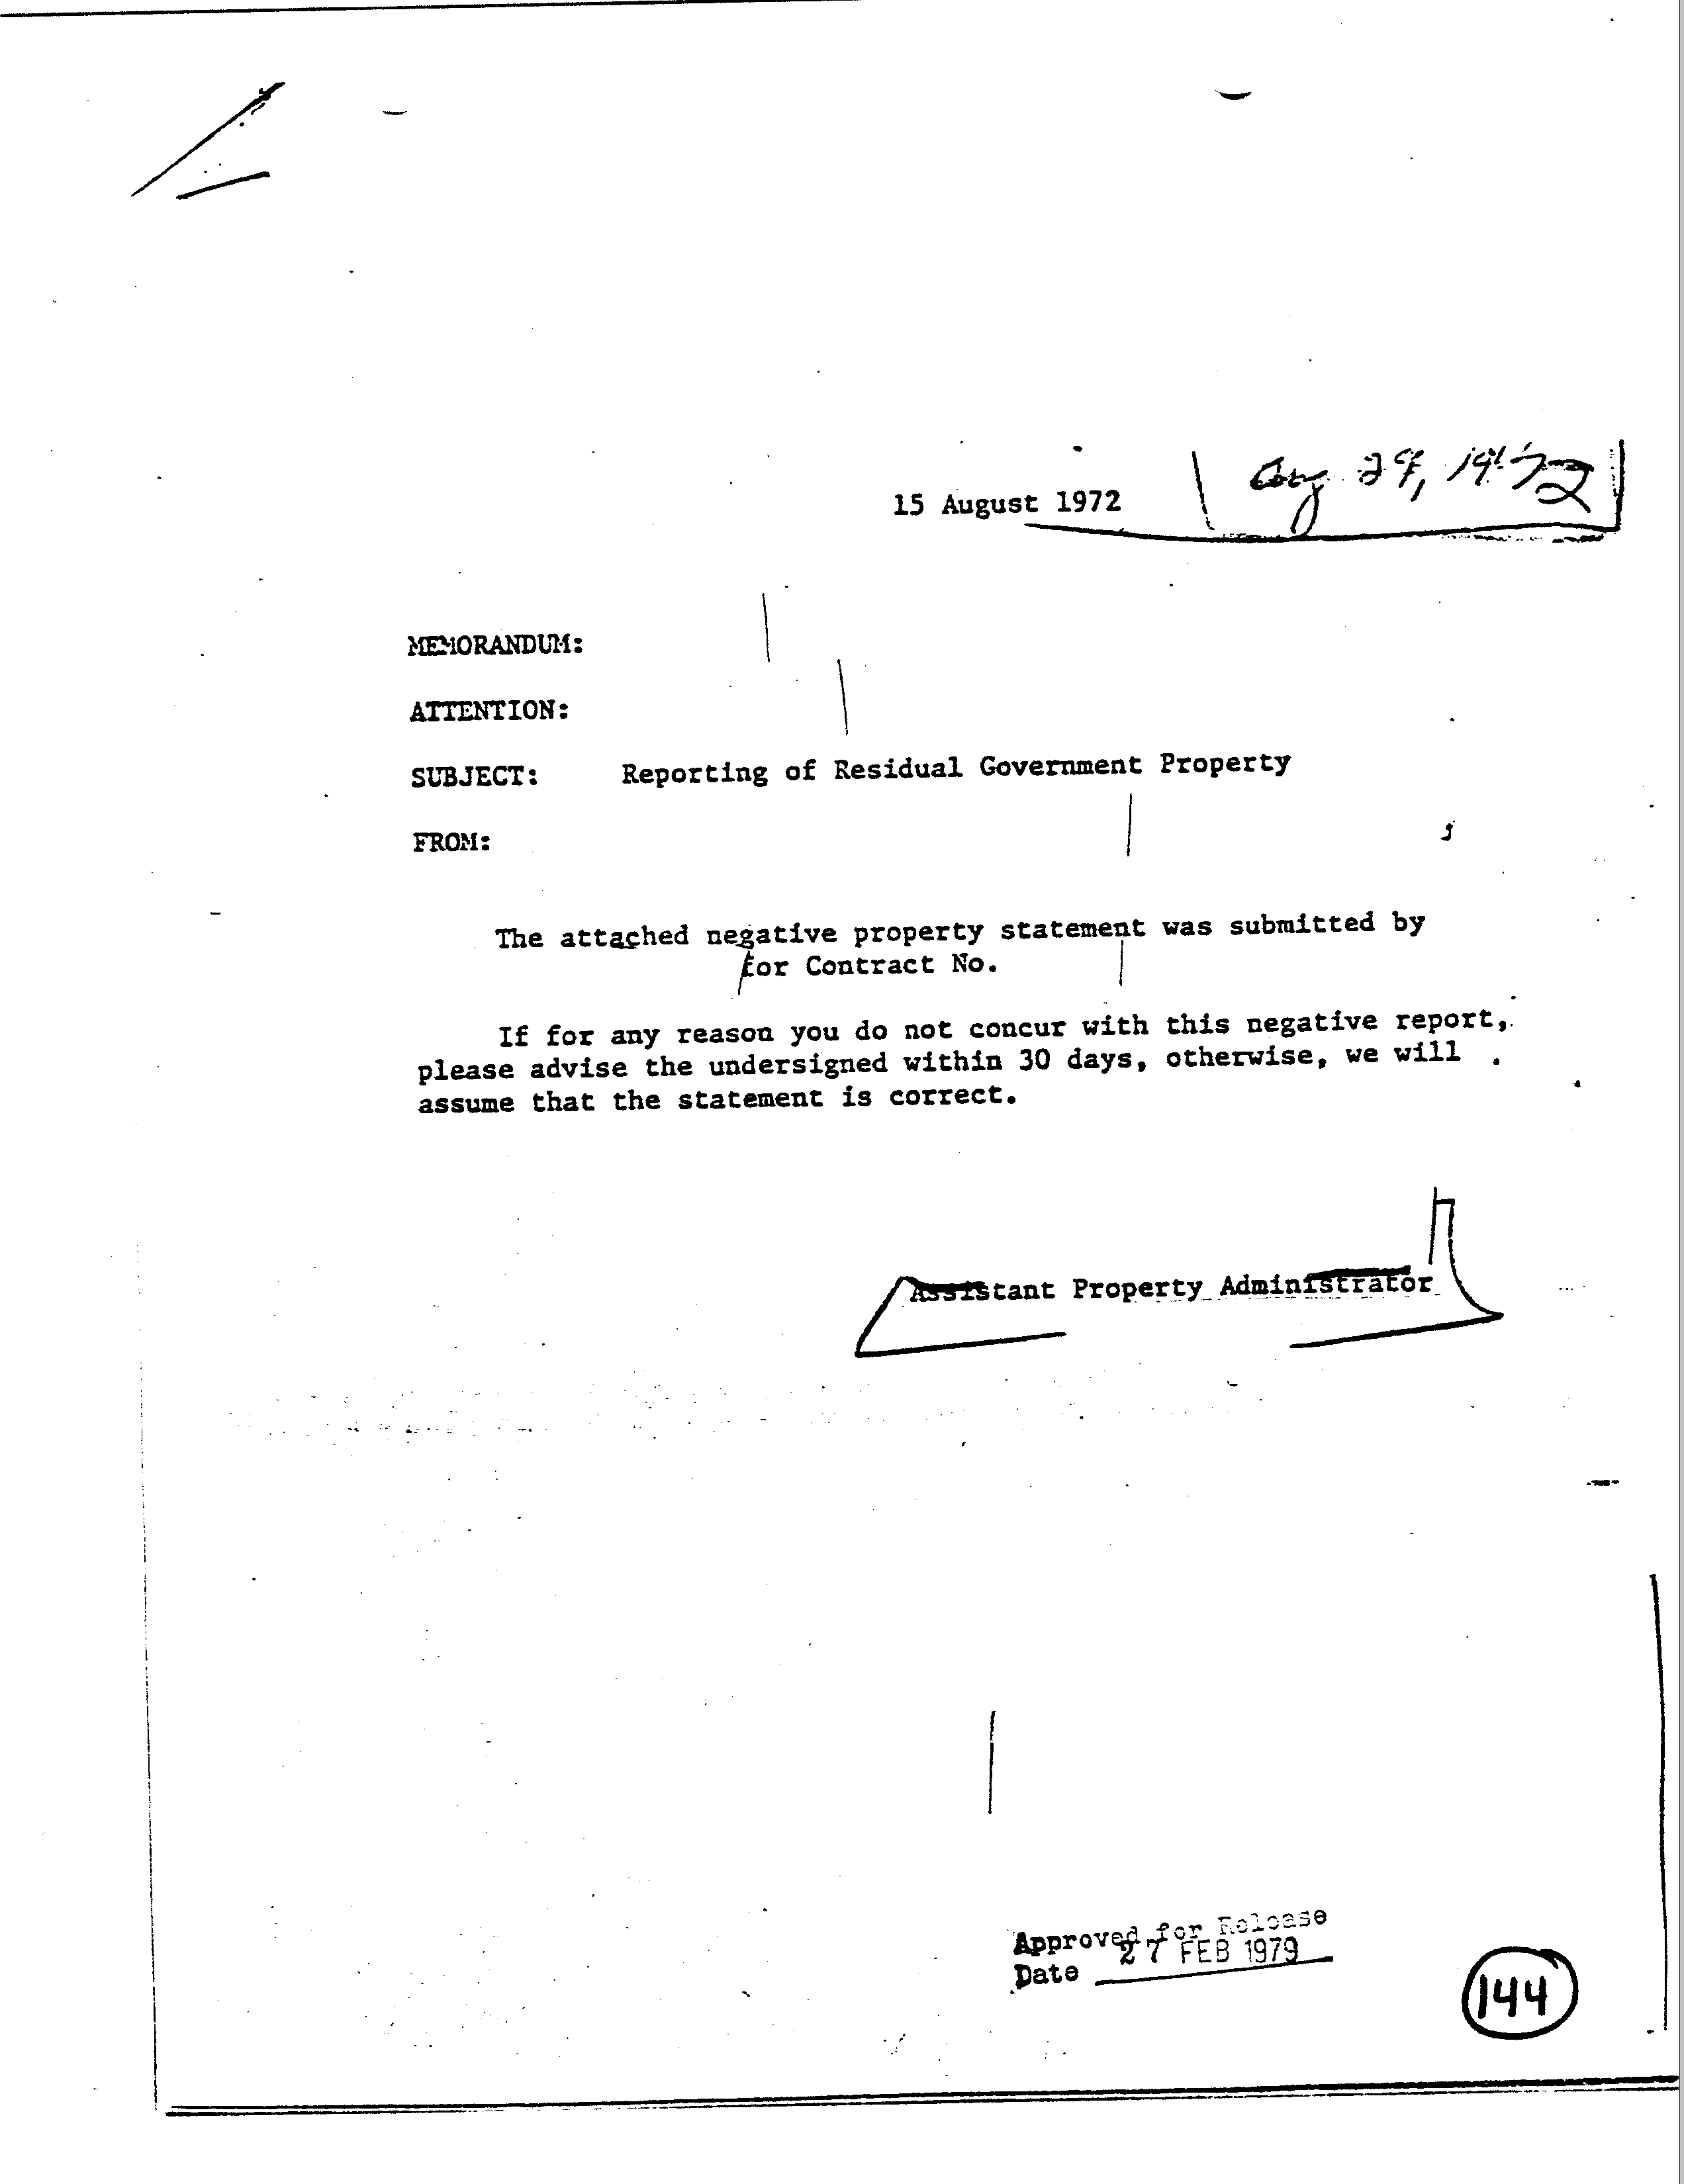 15 August 1972
Aug 29, 1972
MEMORANDUM:
ATTENTION:
SUBJECT: Reporting of Residual Government Property
FROM:
The attached negative property statement was submitted by
for Contract No.
If for any reason you do not concur with this negative report,
please advise the undersigned within 30 days, otherwise, we will
assume that the statement is correct.
Assistant Property Administrator
Approved for Release
Date 27 FEB 1979
144